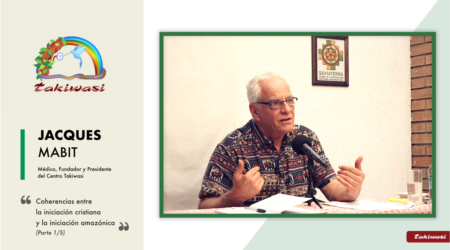 takiwasi
JACQUES
MABIT
Médico, Fundador y Presidente
del Centro Takiwasi
“ Coherencias entre
la iniciación cristiana
y la iniciación amazónica ”
(Parte 1/5)
SAVIATERRA
takiwasi